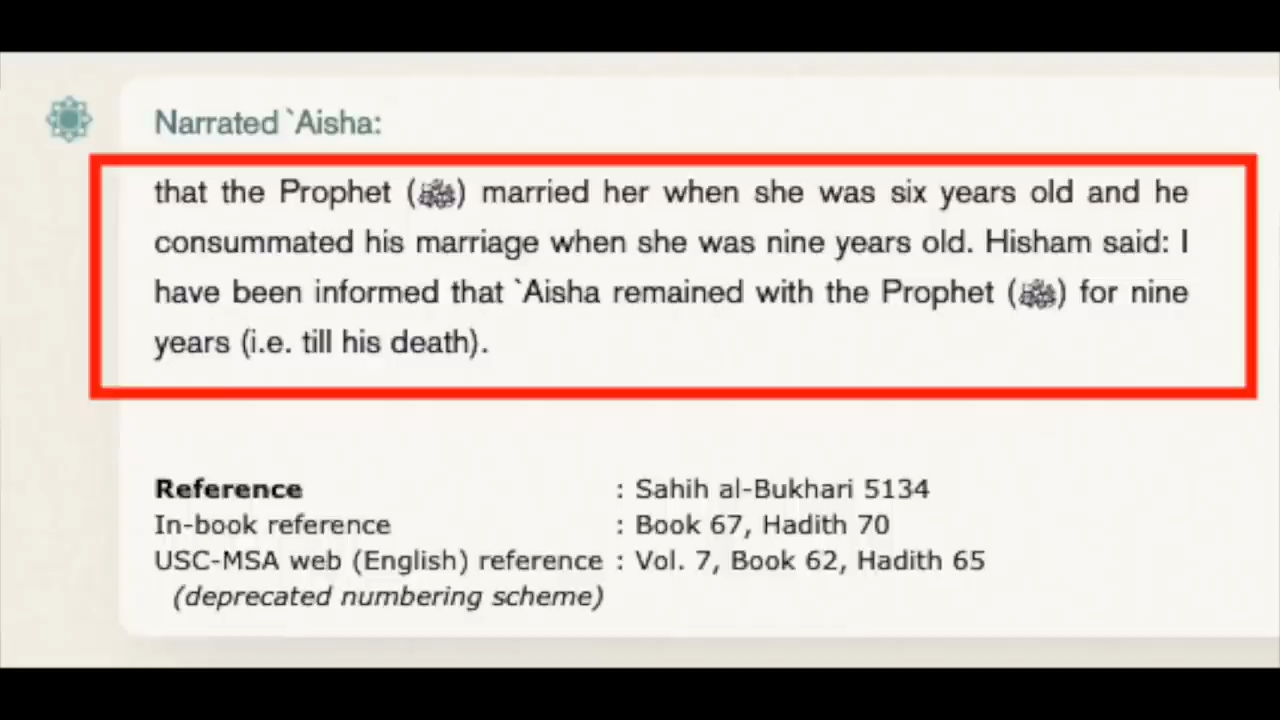 Narrated `Aisha:
that the Prophet (ﷺ) married her when she was six years old and he
consummated his marriage when she was nine years old. Hisham said: I
have been informed that `Aisha remained with the Prophet (ﷺ) for nine
years (i.e. till his death).
Reference : Sahih al-Bukhari 5134
In-book reference : Book 67, Hadith 70
USC-MSA web (English) reference : Vol. 7, Book 62, Hadith 65
(deprecated numbering scheme)